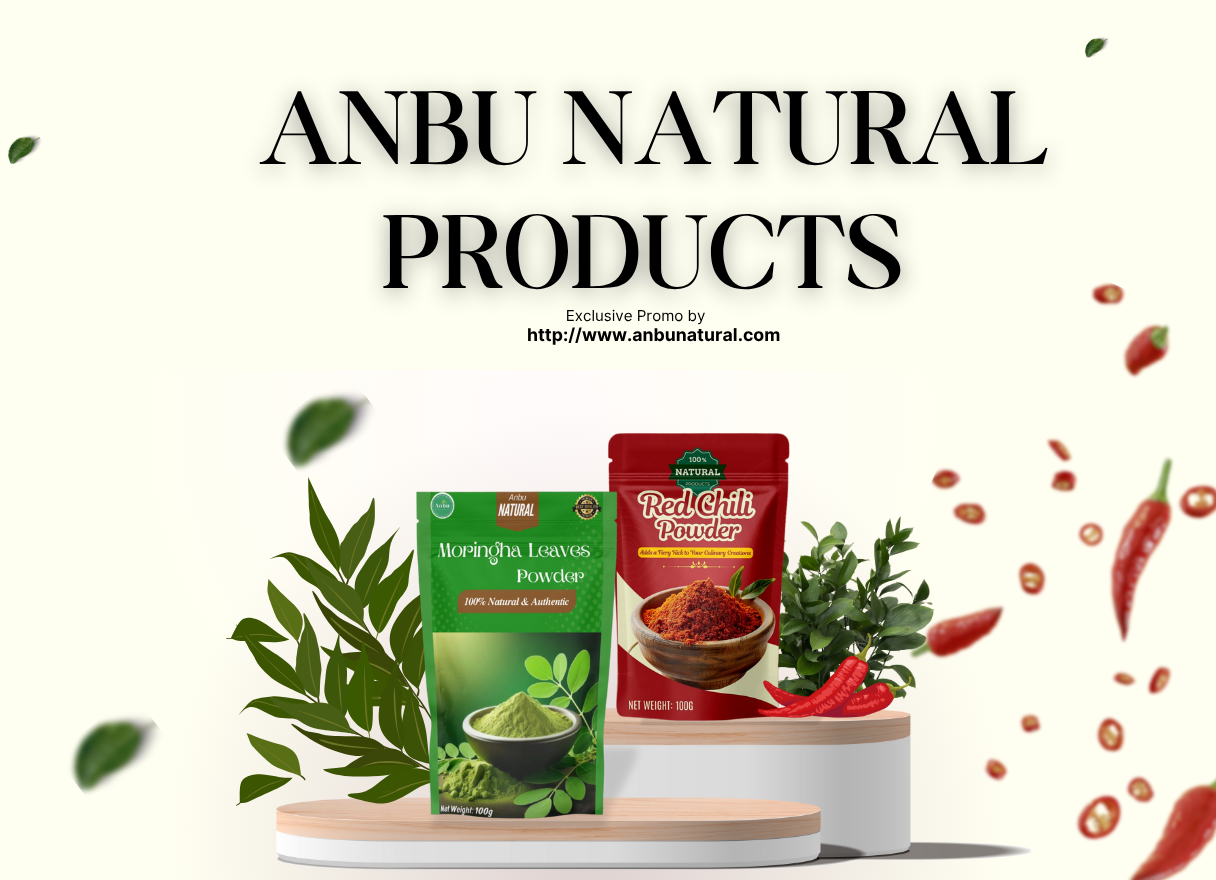 ANBU NATURAL
PRODUCTS
Exclusive Promo by
http://www.anbunatural.com
100%
NATURAL
PRODUCTS
Red Chili
Powder
Adds a Fiery Kick to Your Culinary Creations
NET WEIGHT: 100G
Anbu
Anbu
NATURAL
Moringha Leaves
Powder
100% Natural & Authentic
Net Weight: 100g